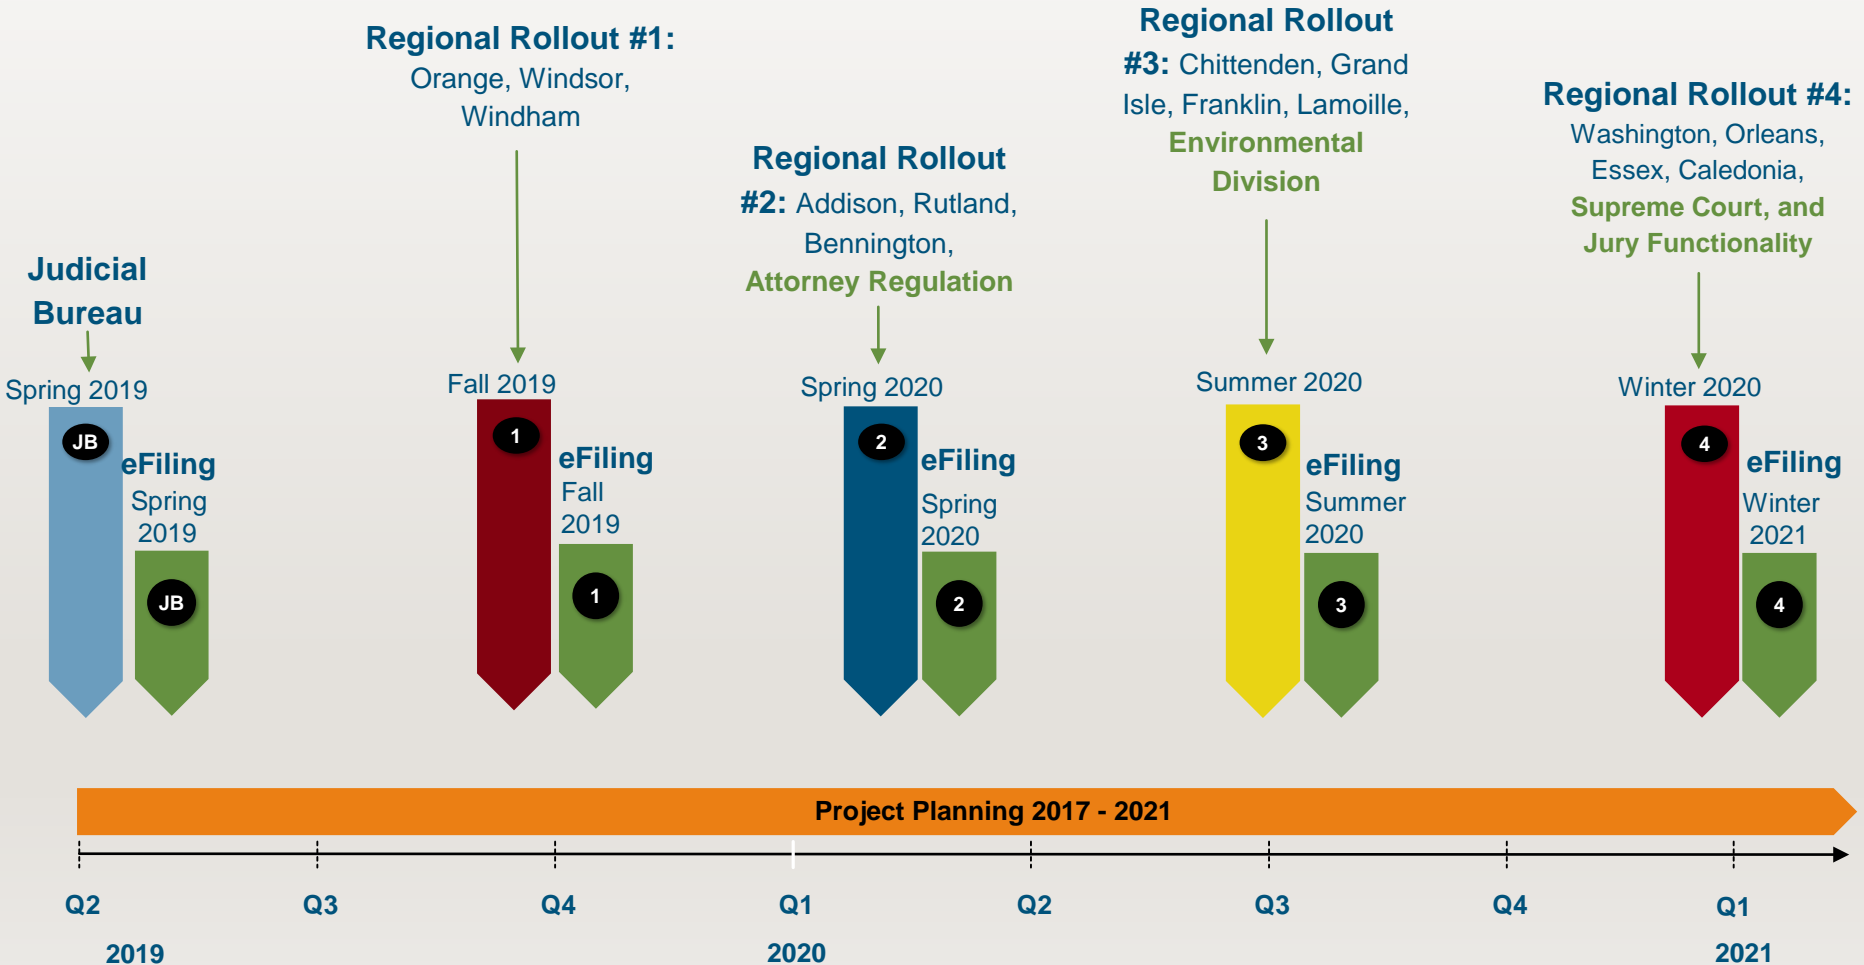 Judicial
Bureau
Spring 2019
JB
eFiling
Spring
2019
JB
Regional Rollout #1:
Orange, Windsor,
Windham
Fall 2019
1
eFiling
Fall
2019
1
Regional Rollout
#2: Addison, Rutland,
Bennington,
Attorney Regulation
Spring 2020
2
eFiling
Spring
2020
2
Regional Rollout
#3: Chittenden, Grand
Isle, Franklin, Lamoille,
Environmental
Division
Summer 2020
3
eFiling
Summer
2020
3
Regional Rollout #4:
Washington, Orleans,
Essex, Caledonia,
Supreme Court, and
Jury Functionality
Winter 2020
4
eFiling
Winter
2021
4
Project Planning 2017 - 2021
Q2 Q3 Q4 Q1 Q2 Q3 Q4 Q1
2019 2020 2021